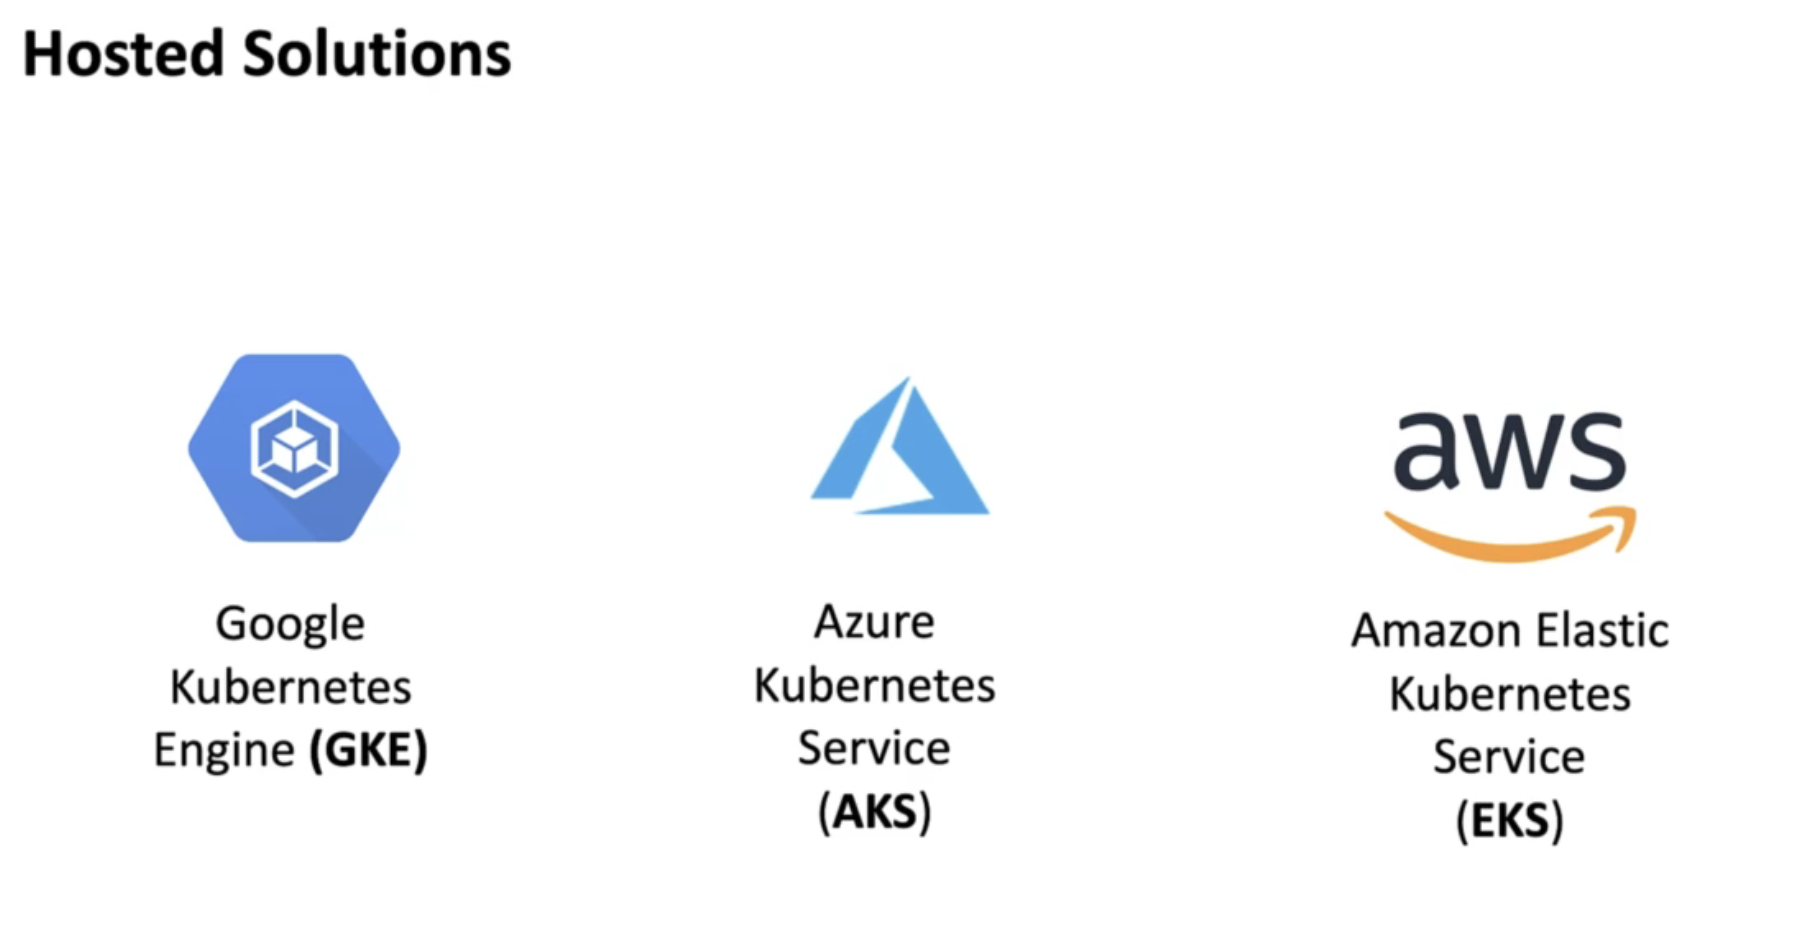 Hosted Solutions
aws
Google
Kubernetes
Engine (GKE)
Azure
Kubernetes
Service
(AKS)
Amazon Elastic
Kubernetes
Service
(EKS)